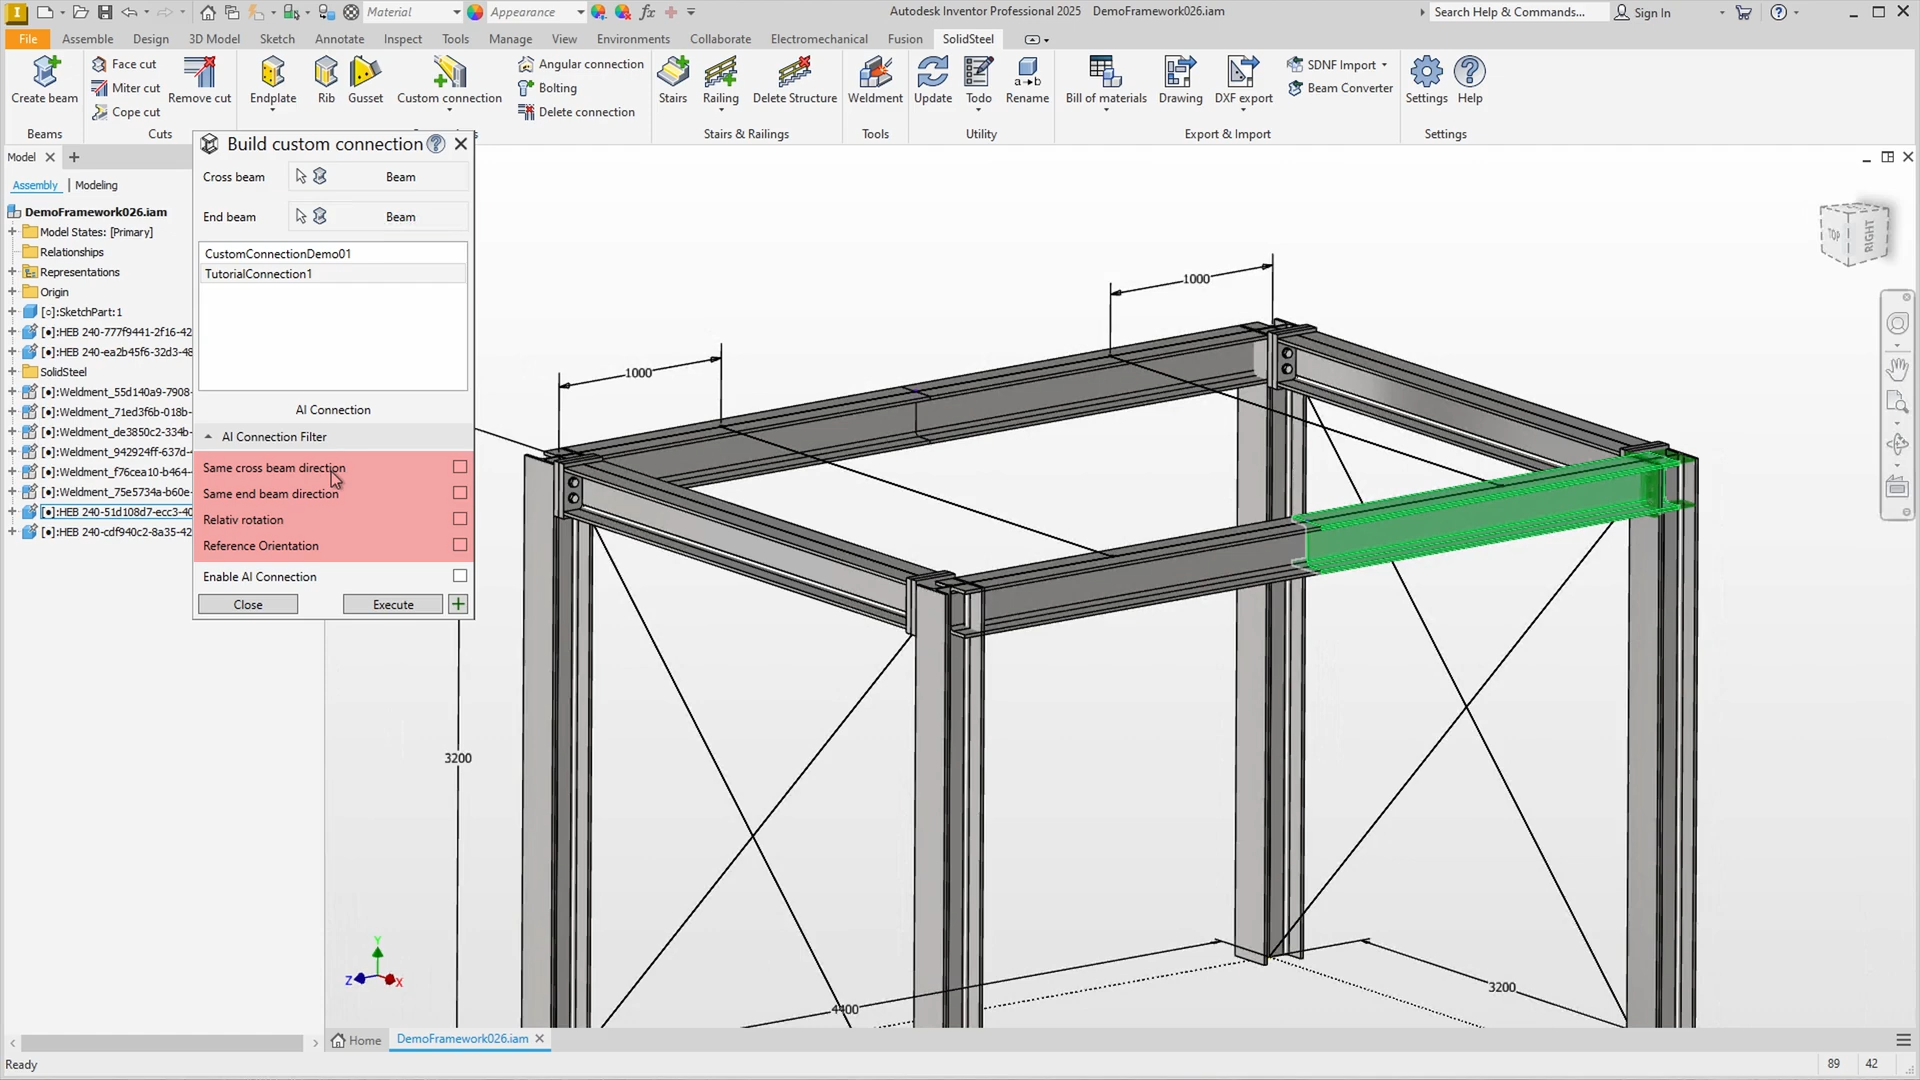 Material
Appearance
fx
Autodesk Inventor Professional 2025 DemoFramework026.iam
Search Help & Commands...
Sign In
File Assemble Design 3D Model Sketch Annotate Inspect Tools Manage View Environments Collaborate Electromechanical Fusion SolidSteel
Create beam
Face cut
Miter cut
Cope cut
Remove cut
Endplate
Rib
Gusset
Custom connection
Angular connection
Bolting
Delete connection
Stairs
Railing
Delete Structure
Weldment
Update
Todo
a→b
Rename
Bill of materials
Drawing
DXF export
SDNF Import
Beam Converter
Settings
Help
Beams
Cuts
Stairs & Railings
Tools
Utility
Export & Import
Settings
Model
Assembly
Modeling
DemoFramework026.iam
Model States: [Primary]
Relationships
Representations
Origin
[○]:SketchPart:1
[●]:HEB 240-777f9441-2f16-42
[●]:HEB 240-ea2b45f6-32d3-48
SolidSteel
[●]:Weldment_55d140a9-7908-
[●]:Weldment_71ed3f6b-018b-
[●]:Weldment_de3850c2-334b-
[●]:Weldment_942924ff-637d-4
[●]:Weldment_f76cea10-b464-
[●]:Weldment_75e5734a-b60e-
[●]:HEB 240-51d108d7-ecc3-40
[●]:HEB 240-cdf940c2-8a35-42
Build custom connection
Cross beam
Beam
End beam
Beam
CustomConnectionDemo01
TutorialConnection1
AI Connection
AI Connection Filter
Same cross beam direction
Same end beam direction
Relativ rotation
Reference Orientation
Enable AI Connection
Close
Execute
1000
1000
3200
4400
3200
TOP
RIGHT
Y
Z
X
Home
DemoFramework026.iam
Ready
89
42